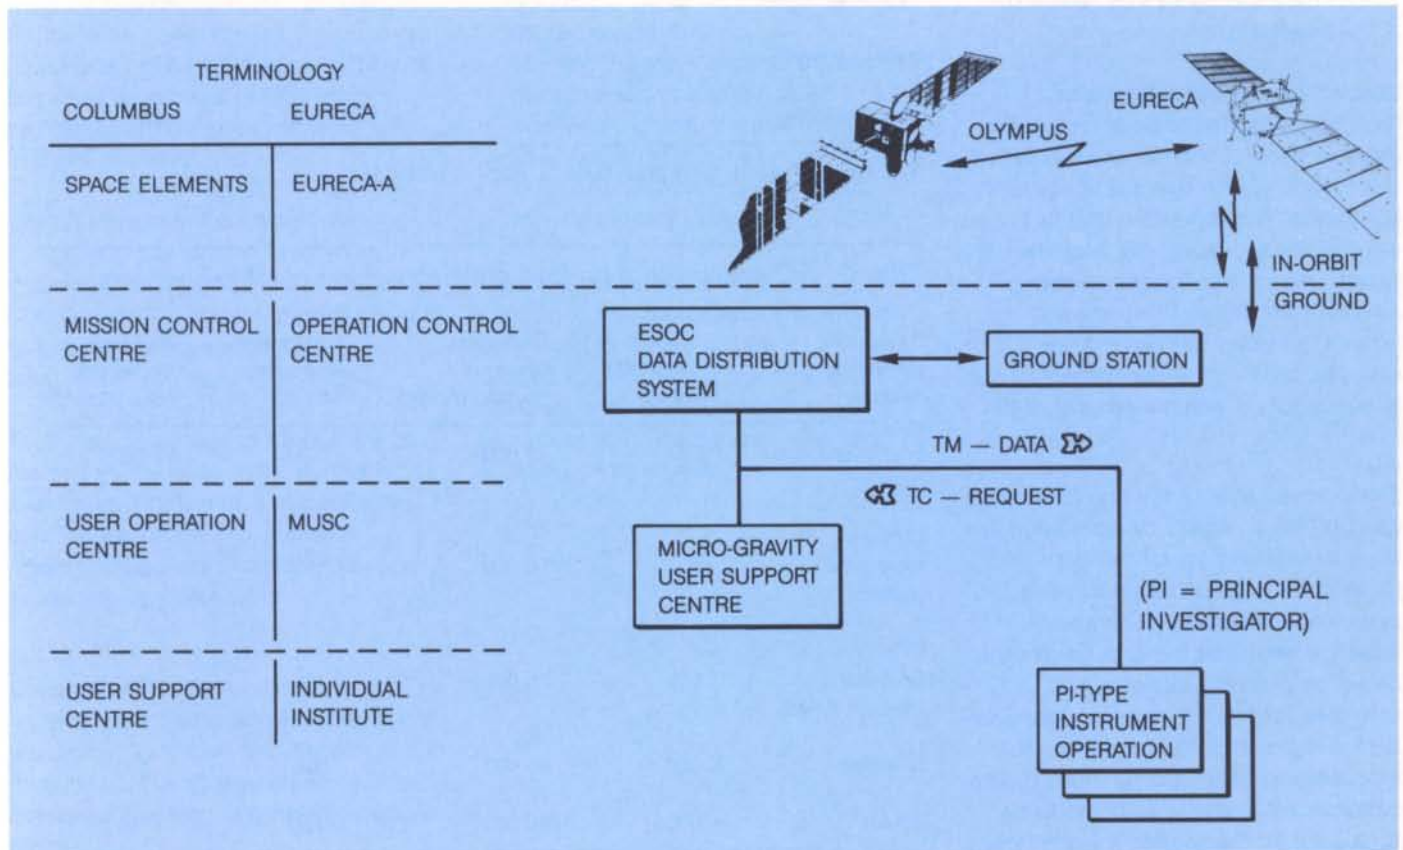 TERMINOLOGY
COLUMBUS EURECA
SPACE ELEMENTS EURECA-A
OLYMPUS
EURECA
IN-ORBIT
GROUND
MISSION CONTROL CENTRE
OPERATION CONTROL CENTRE
ESOC
DATA DISTRIBUTION
SYSTEM
GROUND STATION
TM — DATA
TC — REQUEST
USER OPERATION
CENTRE
MUSC
MICRO-GRAVITY
USER SUPPORT
CENTRE
(PI = PRINCIPAL
INVESTIGATOR)
USER SUPPORT
CENTRE
INDIVIDUAL
INSTITUTE
PI-TYPE
INSTRUMENT
OPERATION